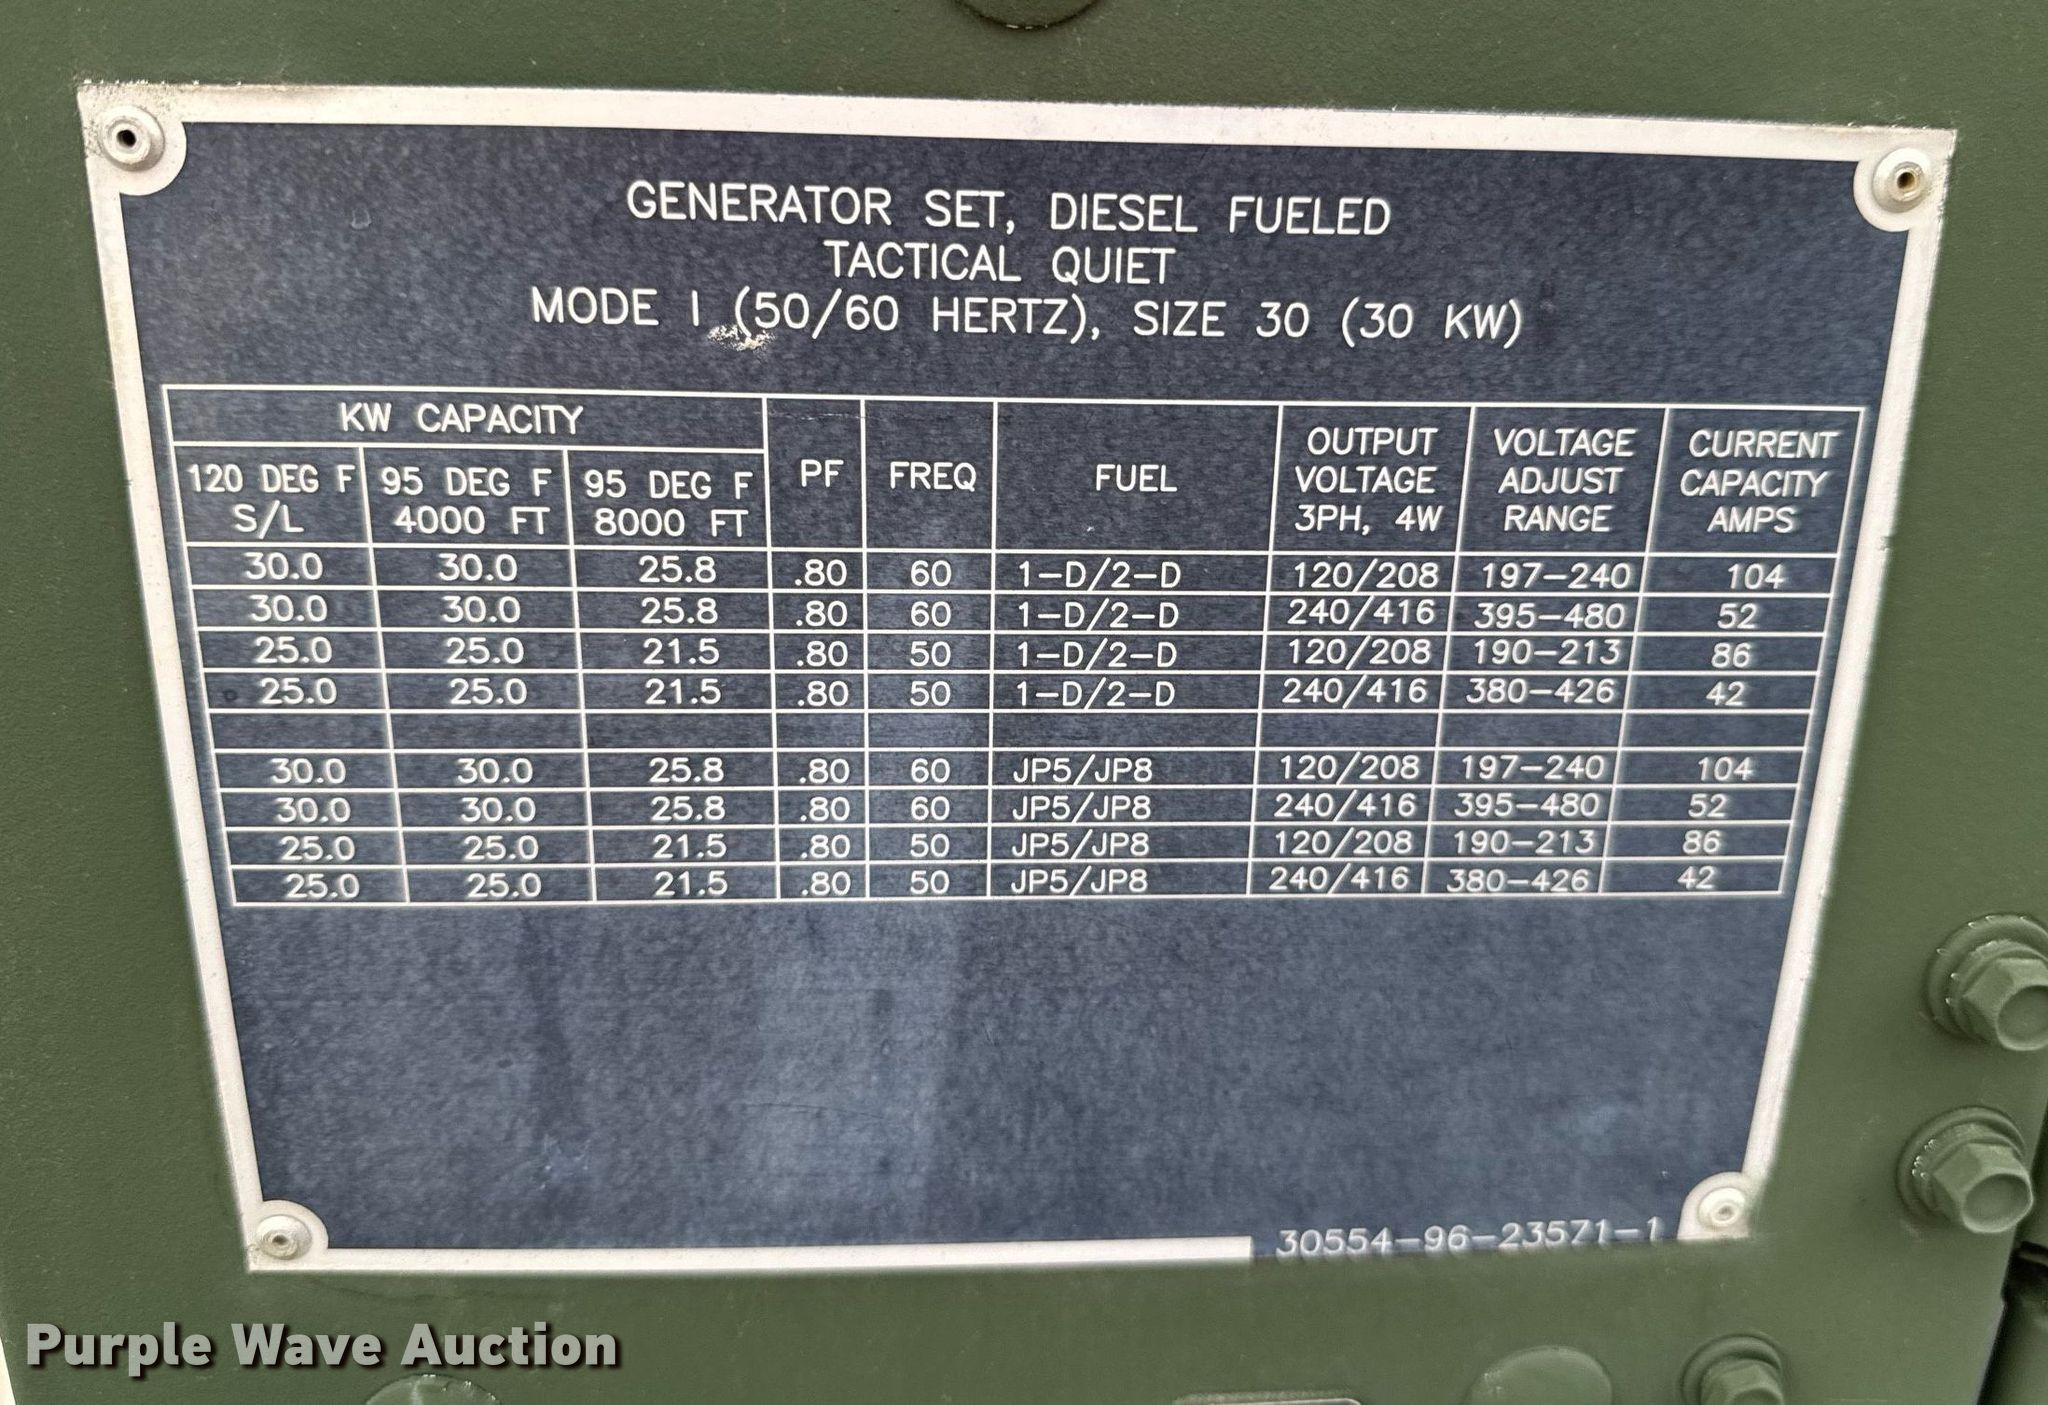 GENERATOR SET, DIESEL FUELED
TACTICAL QUIET
MODE I (50/60 HERTZ), SIZE 30 (30 KW)
KW CAPACITY
120 DEG F S/L 95 DEG F 4000 FT 95 DEG F 8000 FT PF FREQ FUEL OUTPUT VOLTAGE 3PH, 4W VOLTAGE ADJUST RANGE CURRENT CAPACITY AMPS
30.0 30.0 25.8 .80 60 1-D/2-D 120/208 197-240 104
30.0 30.0 25.8 .80 60 1-D/2-D 240/416 395-480 52
25.0 25.0 21.5 .80 50 1-D/2-D 120/208 190-213 86
25.0 25.0 21.5 .80 50 1-D/2-D 240/416 380-426 42
30.0 30.0 25.8 .80 60 JP5/JP8 120/208 197-240 104
30.0 30.0 25.8 .80 60 JP5/JP8 240/416 395-480 52
25.0 25.0 21.5 .80 50 JP5/JP8 120/208 190-213 86
25.0 25.0 21.5 .80 50 JP5/JP8 240/416 380-426 42
30554-96-23571-1
Purple Wave Auction